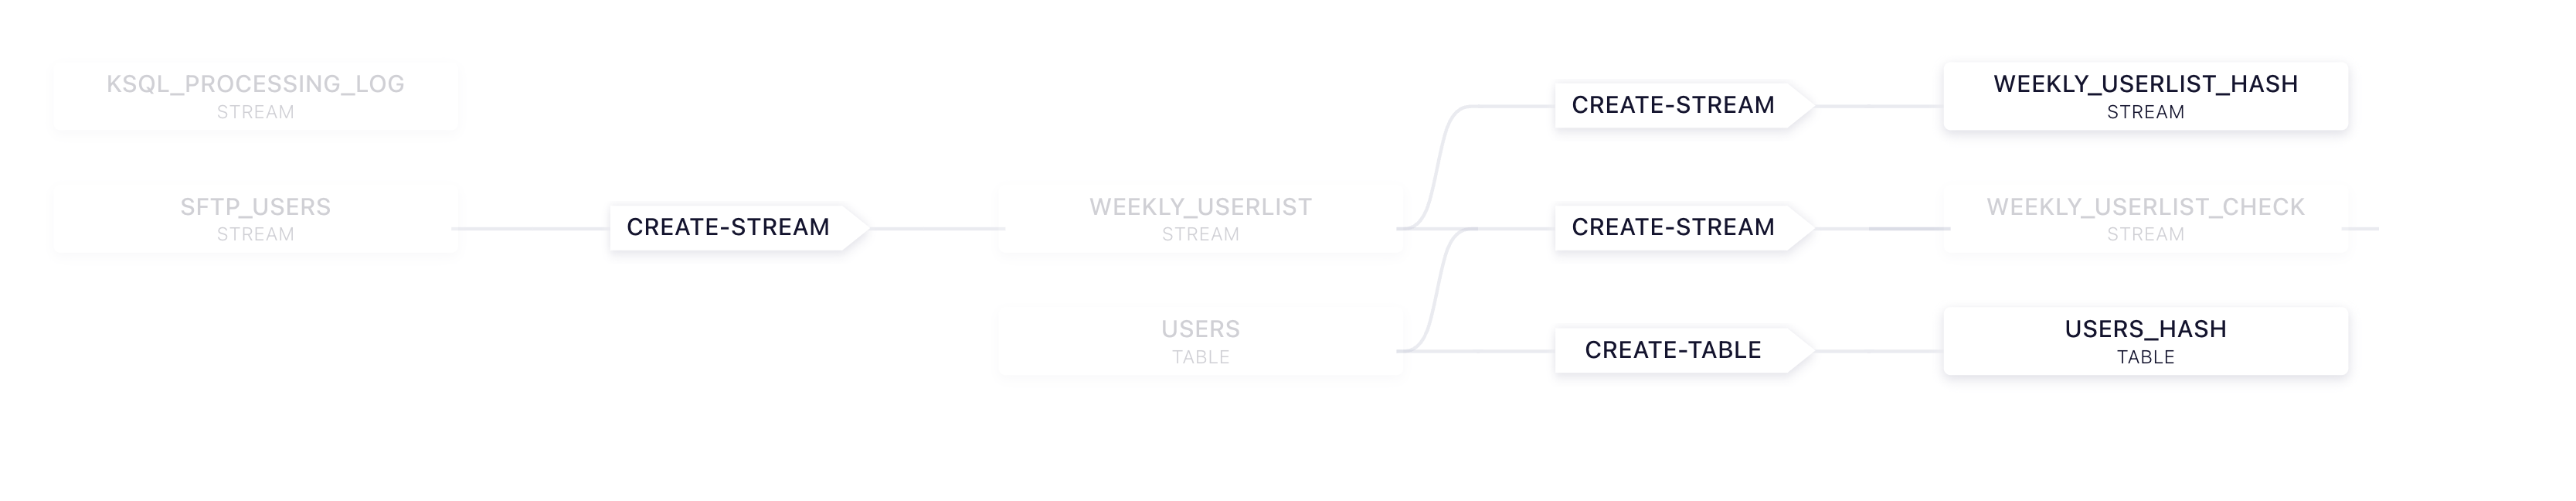 KSQL_PROCESSING_LOG
STREAM
CREATE-STREAM
WEEKLY_USERLIST_HASH
STREAM
SFTP_USERS
STREAM
CREATE-STREAM
WEEKLY_USERLIST
STREAM
CREATE-STREAM
WEEKLY_USERLIST_CHECK
STREAM
USERS
TABLE
CREATE-TABLE
USERS_HASH
TABLE